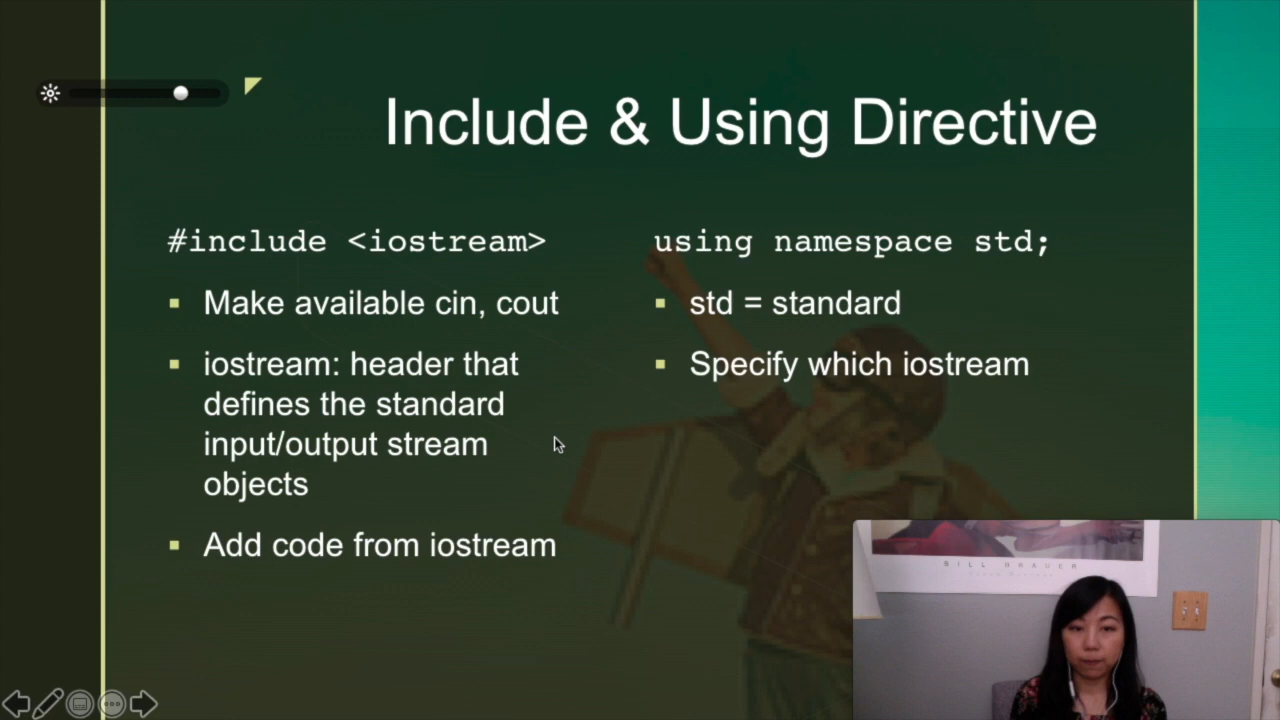 Include & Using Directive
#include <iostream>
Make available cin, cout
iostream: header that
defines the standard
input/output stream
objects
Add code from iostream
using namespace std;
std = standard
Specify which iostream
BILL BRAUER